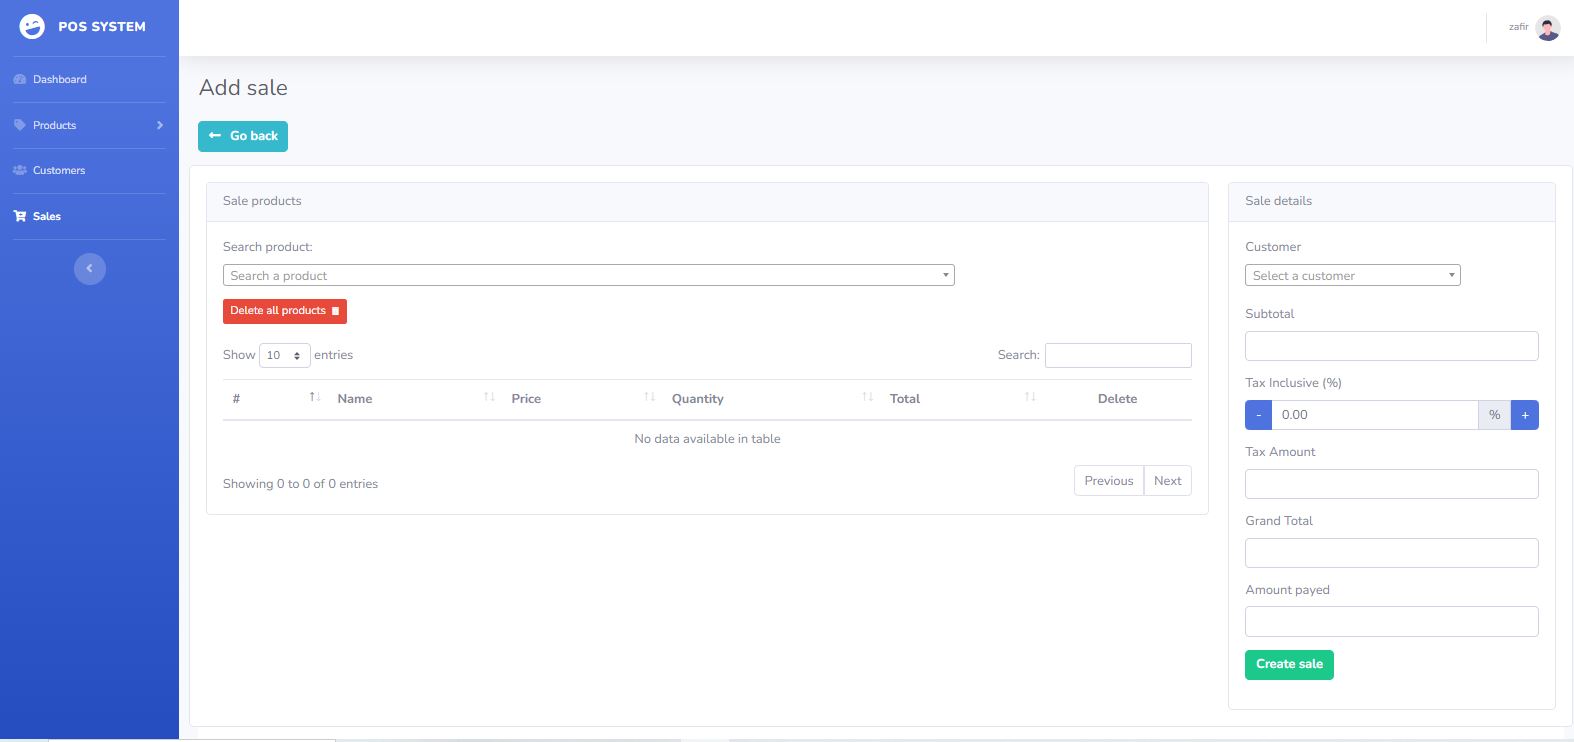 POS SYSTEM
zafir
Dashboard
Products
Customers
Sales
Add sale
Go back
Sale products
Search product:
Search a product
Delete all products
Show 10 entries
Search:
# Name Price Quantity Total Delete
No data available in table
Showing 0 to 0 of 0 entries
Previous Next
Sale details
Customer
Select a customer
Subtotal
Tax Inclusive (%)
- 0.00 % +
Tax Amount
Grand Total
Amount payed
Create sale